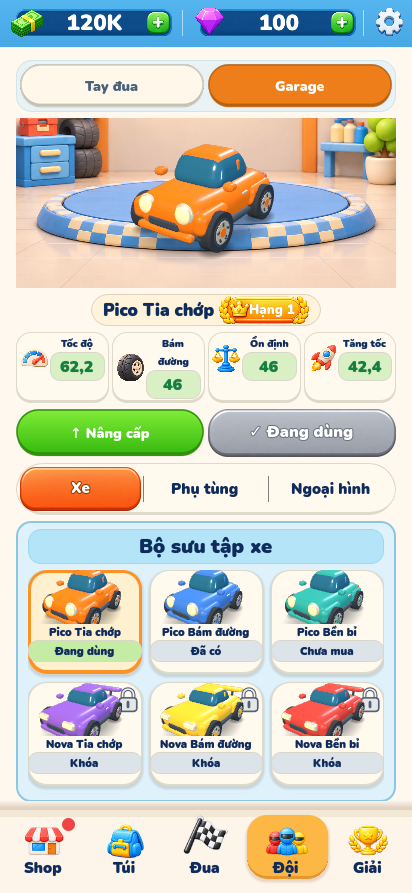 120K
+
100
+
Tay đua
Garage
Pico Tia chớp
Hạng 1
Tốc độ
62,2
Bám
đường
46
Ổn định
46
Tăng tốc
42,4
↑ Nâng cấp
✓ Đang dùng
Xe
Phụ tùng
Ngoại hình
Bộ sưu tập xe
Pico Tia chớp
Đang dùng
Pico Bám đường
Đã có
Pico Bền bỉ
Chưa mua
Nova Tia chớp
Khóa
Nova Bám đường
Khóa
Nova Bền bỉ
Khóa
Shop
Túi
Đua
Đội
Giải